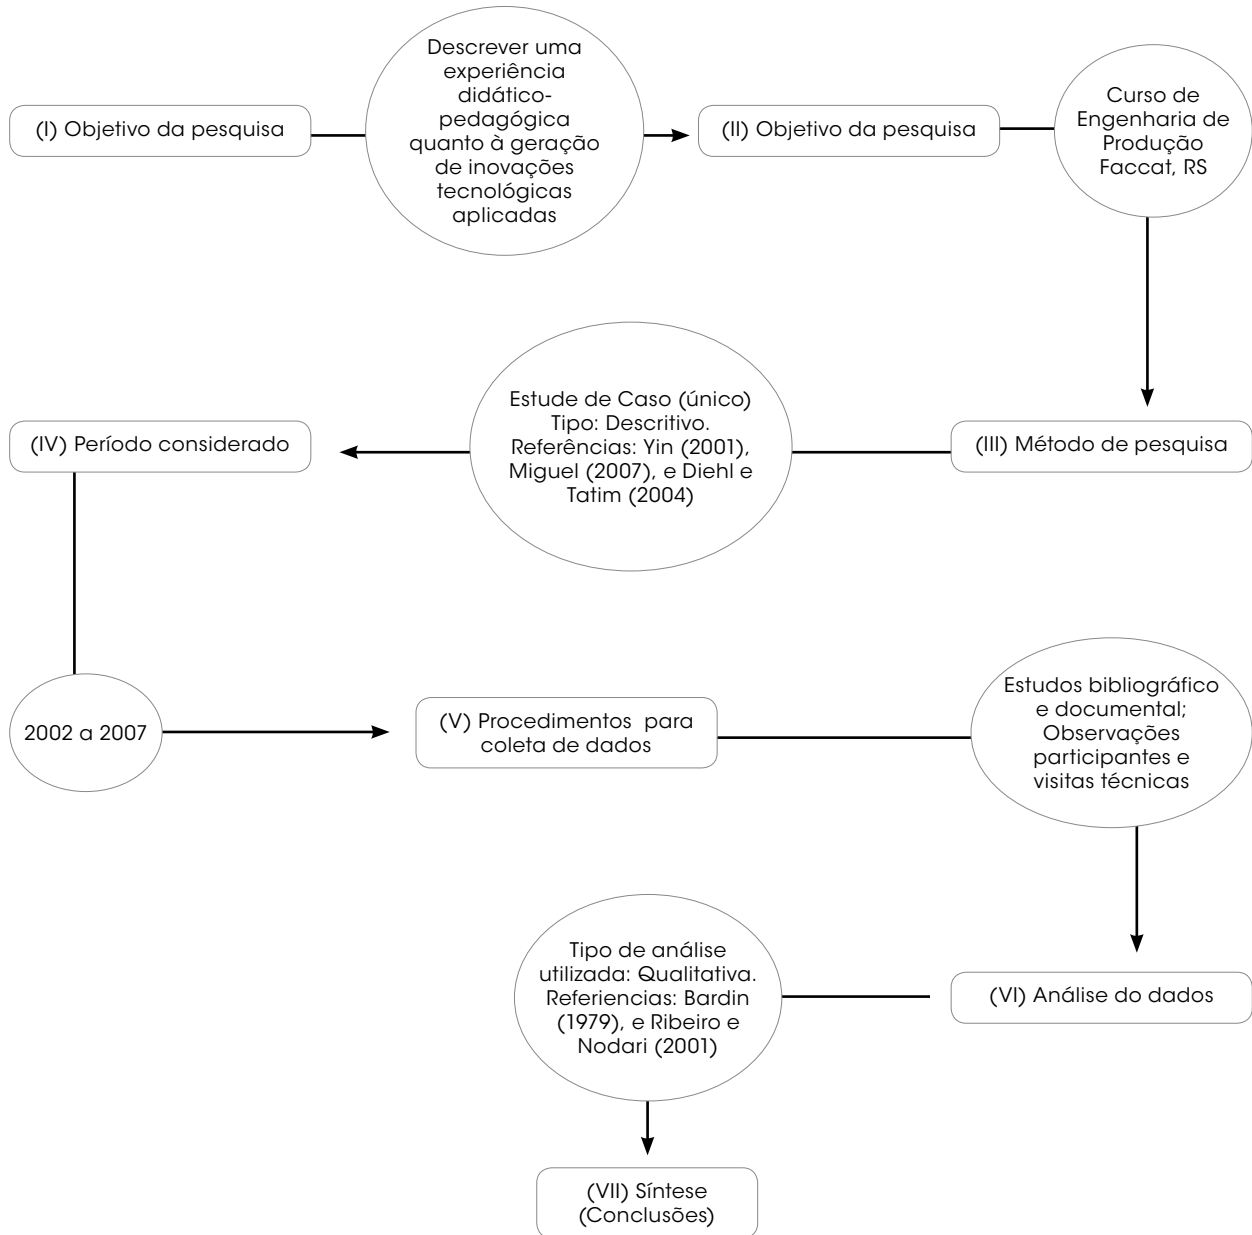 (I) Objetivo da pesquisa
Descrever uma
experiência
didático-
pedagógica
quanto à geração
de inovações
tecnológicas
aplicadas
(II) Objetivo da pesquisa
Curso de
Engenharia de
Produção
Faccat, RS
(III) Método de pesquisa
Estude de Caso (único)
Tipo: Descritivo.
Referências: Yin (2001),
Miguel (2007), e Diehl e
Tatim (2004)
(IV) Período considerado
2002 a 2007
(V) Procedimentos para
coleta de dados
Estudos bibliográfico
e documental;
Observações
participantes e
visitas técnicas
(VI) Análise do dados
Tipo de análise
utilizada: Qualitativa.
Referiencias: Bardin
(1979), e Ribeiro e
Nodari (2001)
(VII) Síntese
(Conclusões)